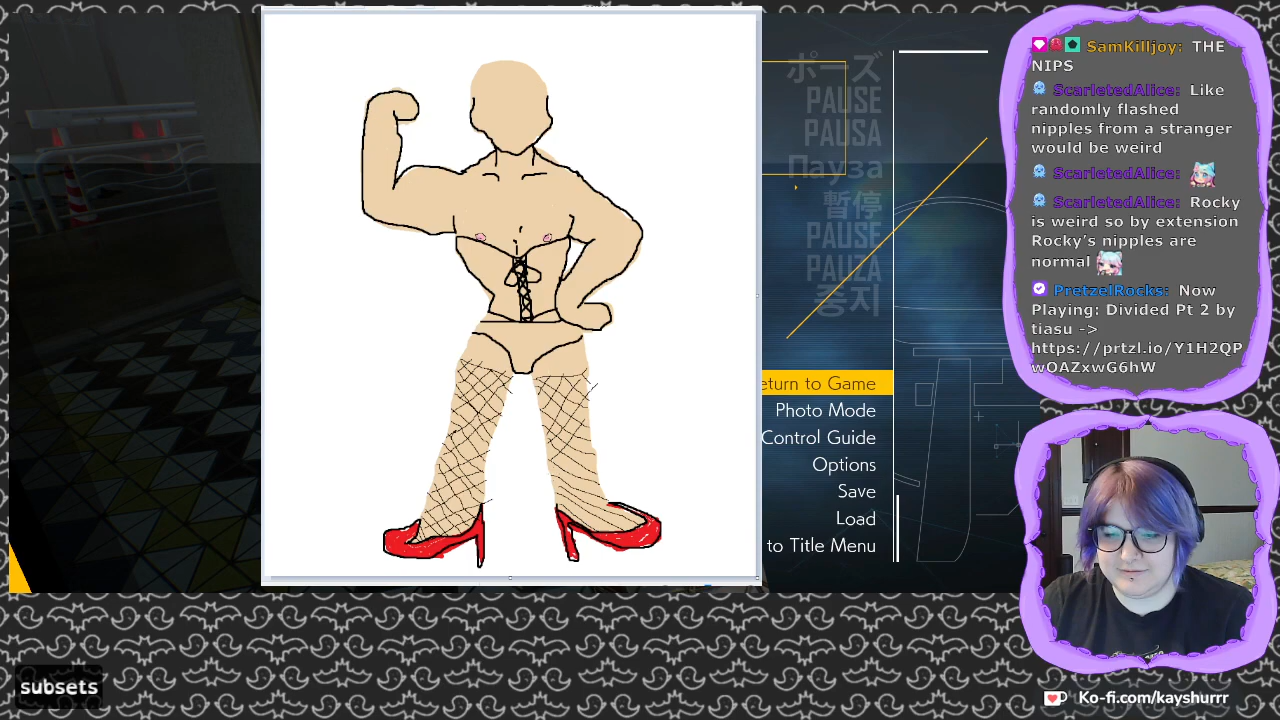 ポーズ
PAUSE
PAUSA
Пауза
暫停
PAUSE
PAUZA
중지
eturn to Game
Photo Mode
Control Guide
Options
Save
Load
to Title Menu
SamKilljoy: THE
NIPS
ScarletedAlice: Like
randomly flashed
nipples from a stranger
would be weird
ScarletedAlice:
ScarletedAlice: Rocky
is weird so by extension
Rocky's nipples are
normal
PretzelRocks: Now
Playing: Divided Pt 2 by
tiasu ->
https://prtzl.io/Y1H2QP
wOAZxwG6hW
subsets
Ko-fi.com/kayshurrr